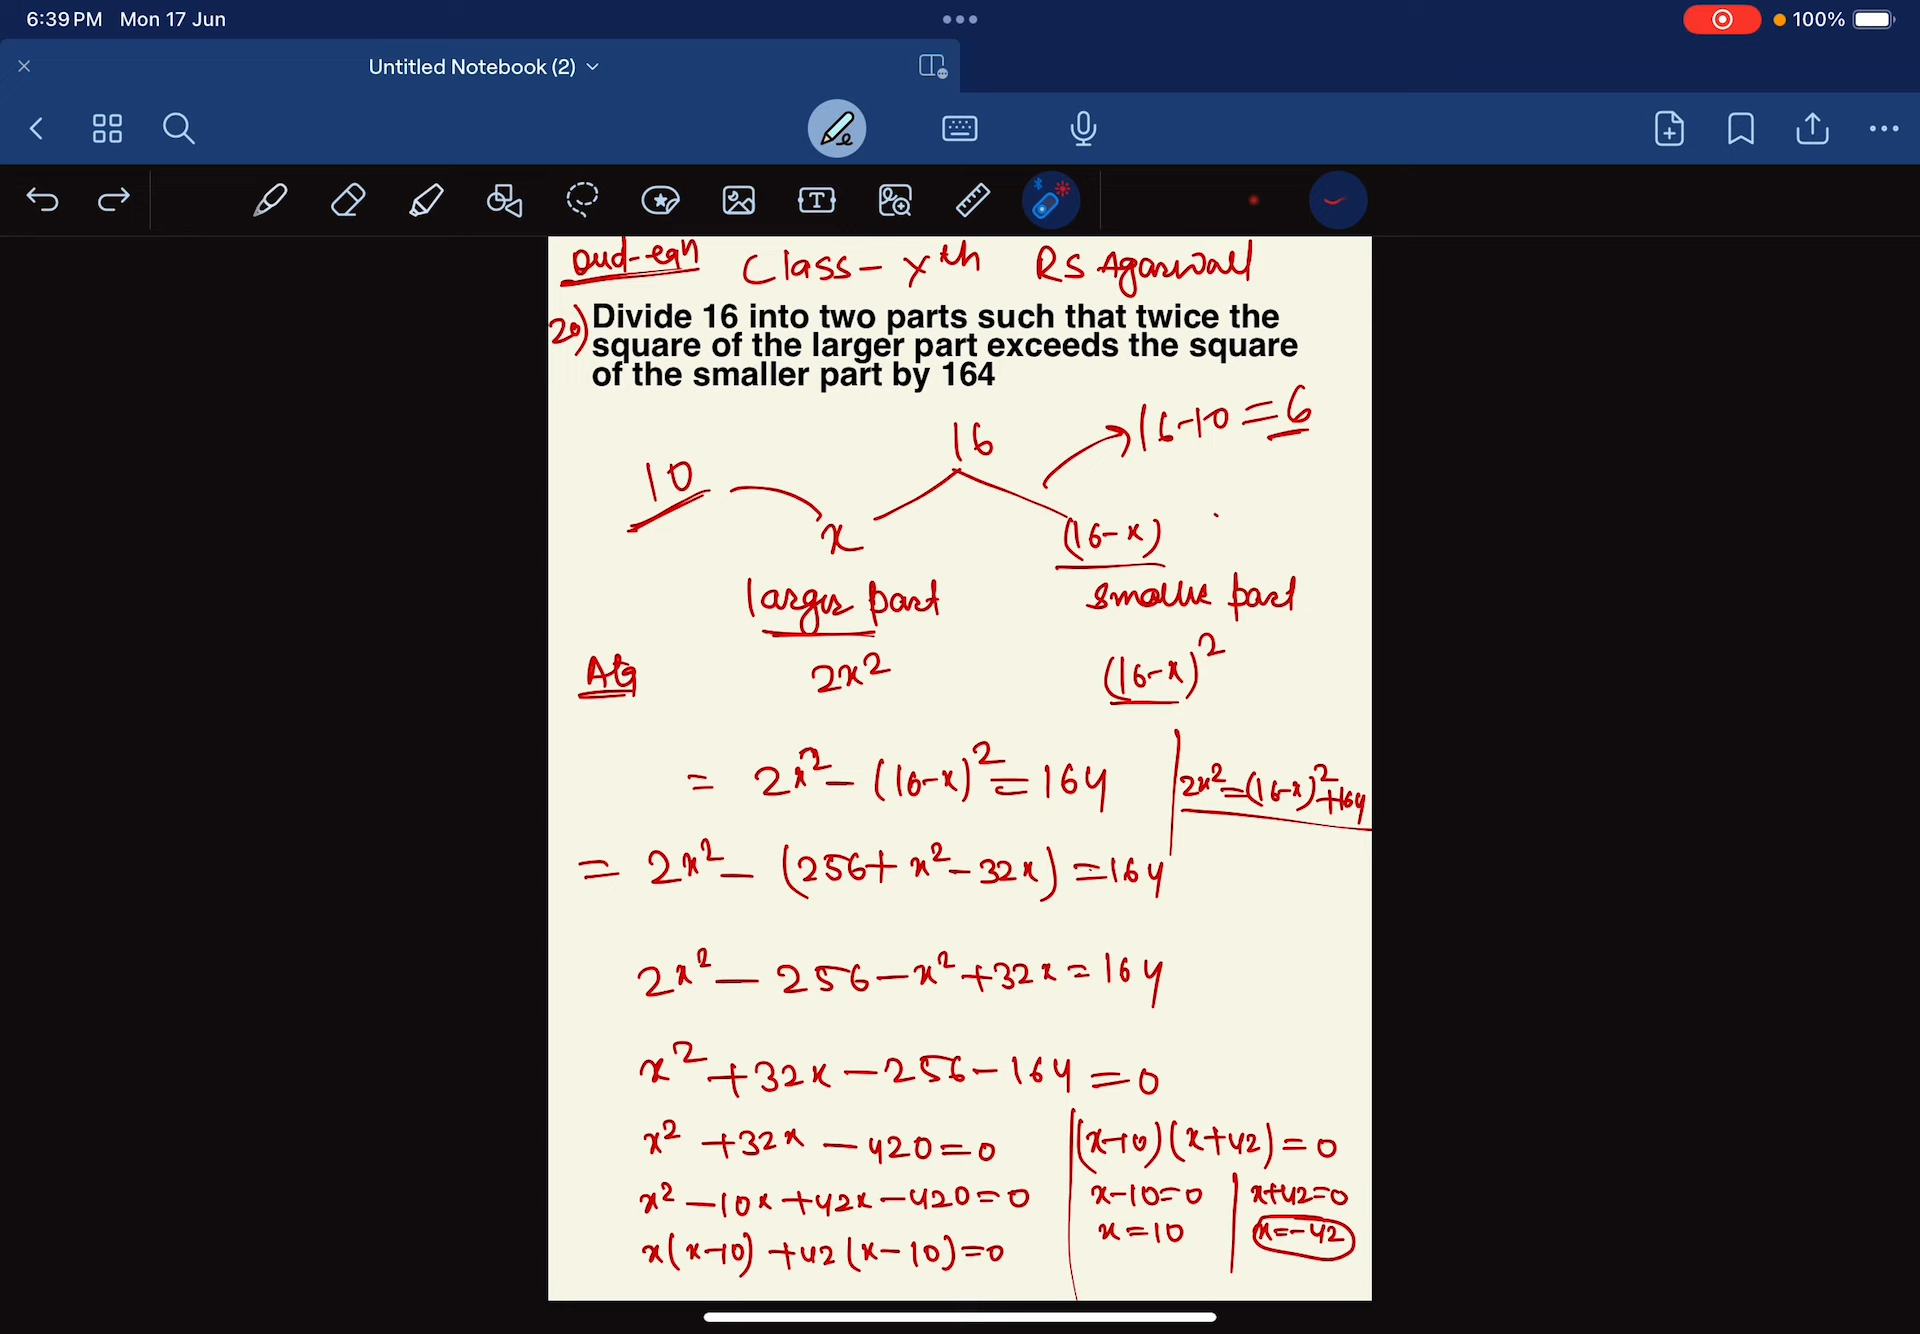 6:39 PM Mon 17 Jun
100%
Untitled Notebook (2)
T
Qud-eqn Class-Xth RS Agarwall
20) Divide 16 into two parts such that twice the
square of the larger part exceeds the square
of the smaller part by 164
16-10=6
16
10
x
(16-x)
larger part
smaller part
Atq
2x²
(16-x)²
= 2x²-(16-x)²=164
2x²=(16-x)²+164
= 2x²-(256+x²-32x)=164
2x²-256-x²+32x=164
x²+32x-256-164=0
x²+32x-420=0
x²-10x+42x-420=0
x(x-10)+42(x-10)=0
(x-10)(x+42)=0
x-10=0
x=10
x+42=0
x=-42